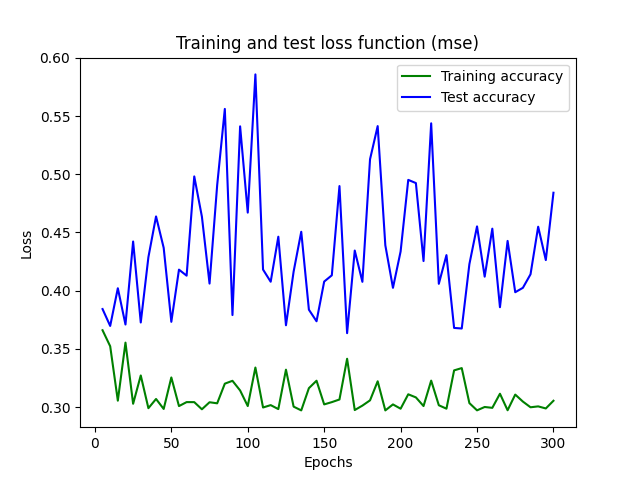 Training and test loss function (mse)
Training accuracy
Test accuracy
0.60
0.55
0.50
0.45
0.40
0.35
0.30
Loss
0 50 100 150 200 250 300
Epochs